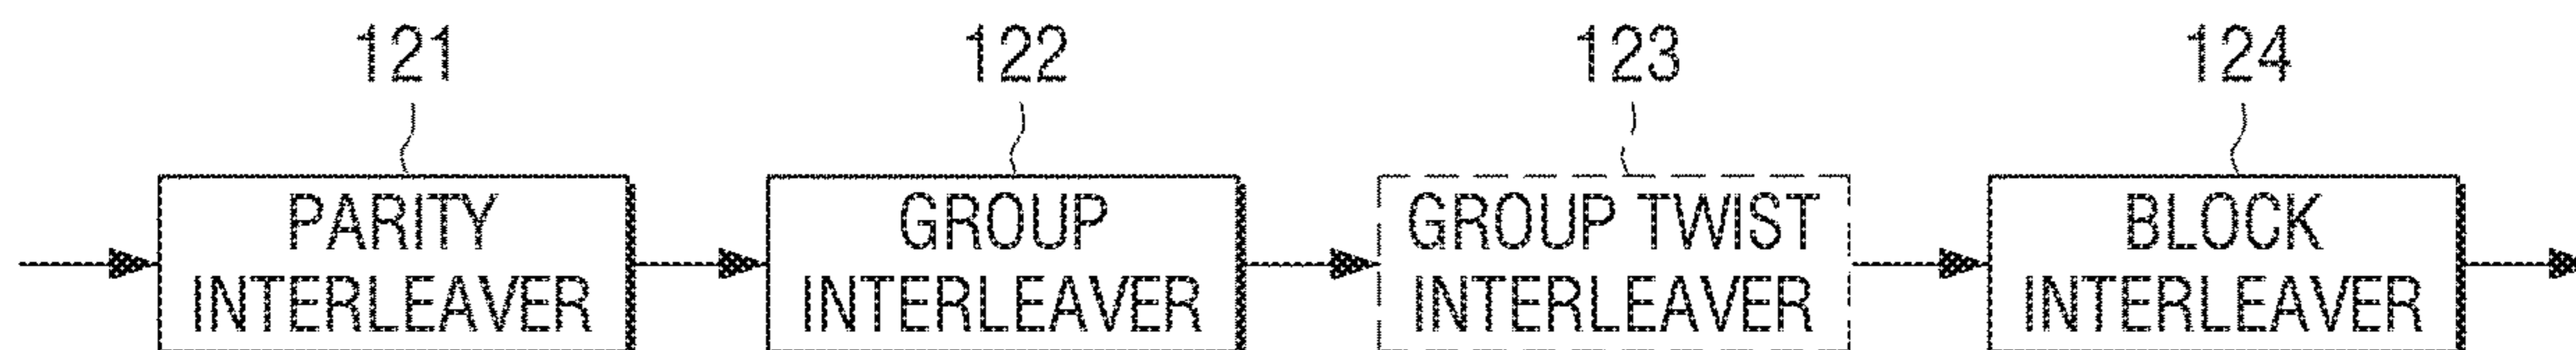 121 122 123 124
PARITY GROUP GROUP TWIST BLOCK
INTERLEAVER INTERLEAVER INTERLEAVER INTERLEAVER